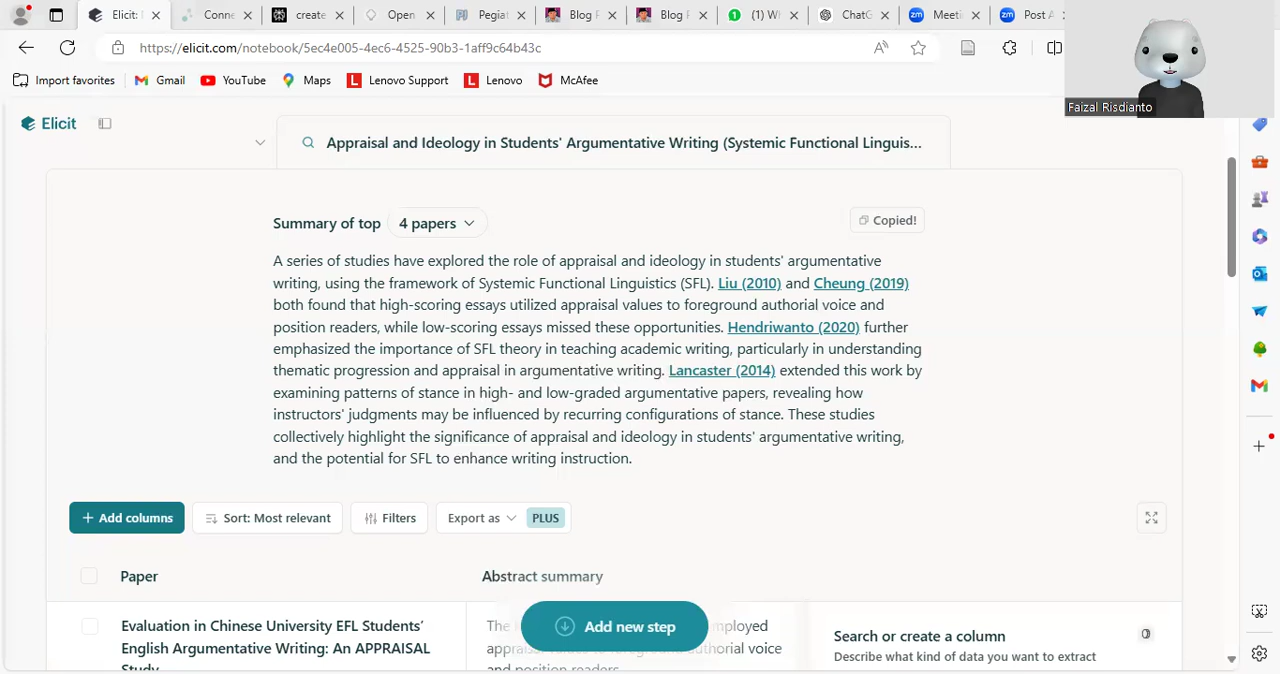 Elicit:
Conne
create
Open
Pegiat
Blog F
Blog F
(1) W
ChatG
Meeti
Post A
https://elicit.com/notebook/5ec4e005-4ec6-4525-90b3-1aff9c64b43c
Import favorites
Gmail
YouTube
Maps
Lenovo Support
Lenovo
McAfee
Faizal Risdianto
Elicit
Appraisal and Ideology in Students' Argumentative Writing (Systemic Functional Linguis...
Summary of top 4 papers
Copied!
A series of studies have explored the role of appraisal and ideology in students' argumentative
writing, using the framework of Systemic Functional Linguistics (SFL). Liu (2010) and Cheung (2019)
both found that high-scoring essays utilized appraisal values to foreground authorial voice and
position readers, while low-scoring essays missed these opportunities. Hendriwanto (2020) further
emphasized the importance of SFL theory in teaching academic writing, particularly in understanding
thematic progression and appraisal in argumentative writing. Lancaster (2014) extended this work by
examining patterns of stance in high- and low-graded argumentative papers, revealing how
instructors' judgments may be influenced by recurring configurations of stance. These studies
collectively highlight the significance of appraisal and ideology in students' argumentative writing,
and the potential for SFL to enhance writing instruction.
+ Add columns
Sort: Most relevant
Filters
Export as
PLUS
Paper
Abstract summary
Evaluation in Chinese University EFL Students'
English Argumentative Writing: An APPRAISAL
Study
The
mployed
authorial voice
and position readers
Add new step
Search or create a column
Describe what kind of data you want to extract